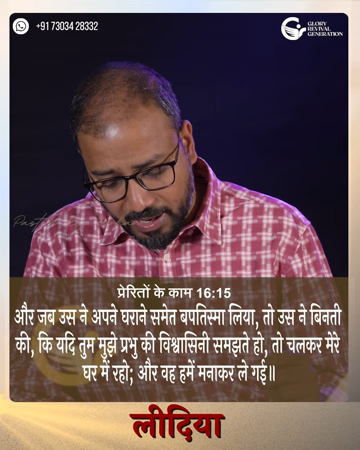 +91 73034 28332
GLORY
REVIVAL
GENERATION
प्रेरितों के काम 16:15
और जब उस ने अपने घराने समेत बपतिस्मा लिया, तो उस ने बिनती
की, कि यदि तुम मुझे प्रभु की विश्वासिनी समझते हो, तो चलकर मेरे
घर में रहो; और वह हमें मनाकर ले गई॥
लीदिया